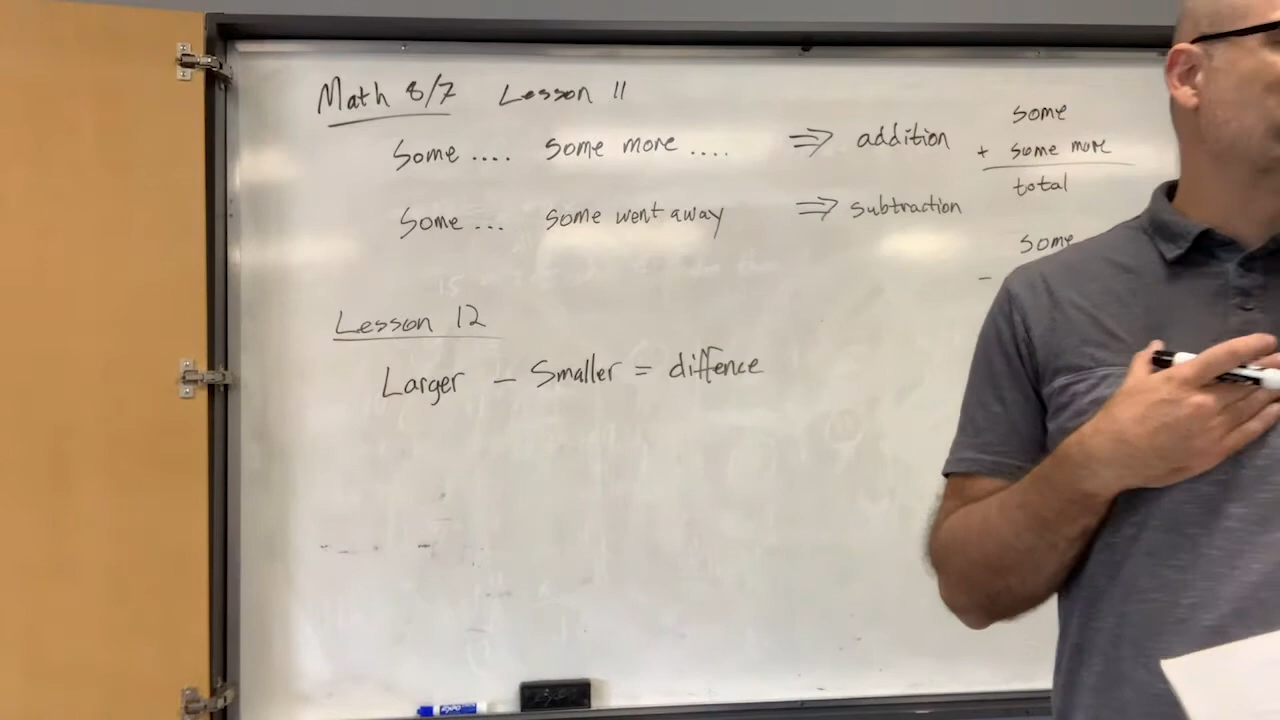 Math 8/7 Lesson 11
Some .... some more .... ⇒ addition
some
+ some more
total
Some ... some went away ⇒ subtraction
some
-
Lesson 12
Larger - Smaller = diffence
EXPO